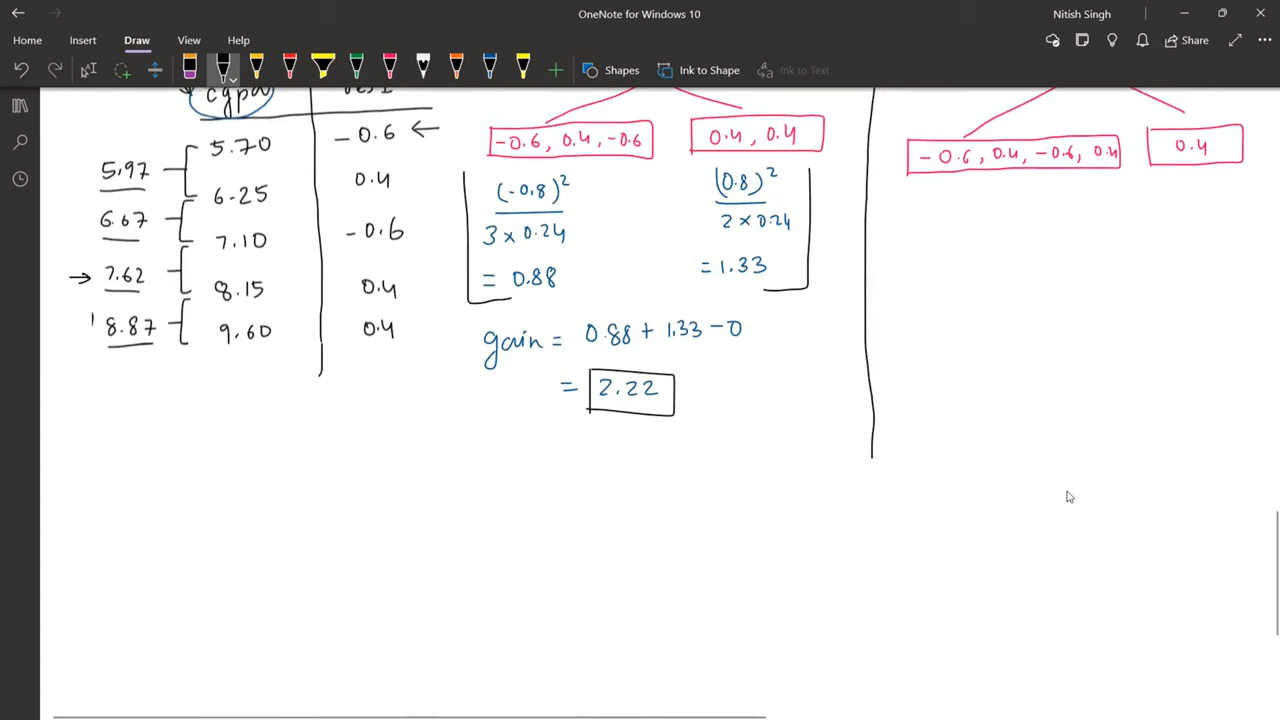 OneNote for Windows 10
Nitish Singh
Home Insert Draw View Help
Share
Shapes
Ink to Shape
Ink to Text
cgpa
5.70 -0.6 ←
6.25 0.4
7.10 -0.6
8.15 0.4
9.60 0.4
5.97
6.67
→ 7.62
8.87
-0.6, 0.4, -0.6
(-0.8)²
3 × 0.24
= 0.88
0.4, 0.4
(0.8)²
2 × 0.24
= 1.33
gain = 0.88 + 1.33 - 0
= 2.22
-0.6, 0.4, -0.6, 0.4
0.4